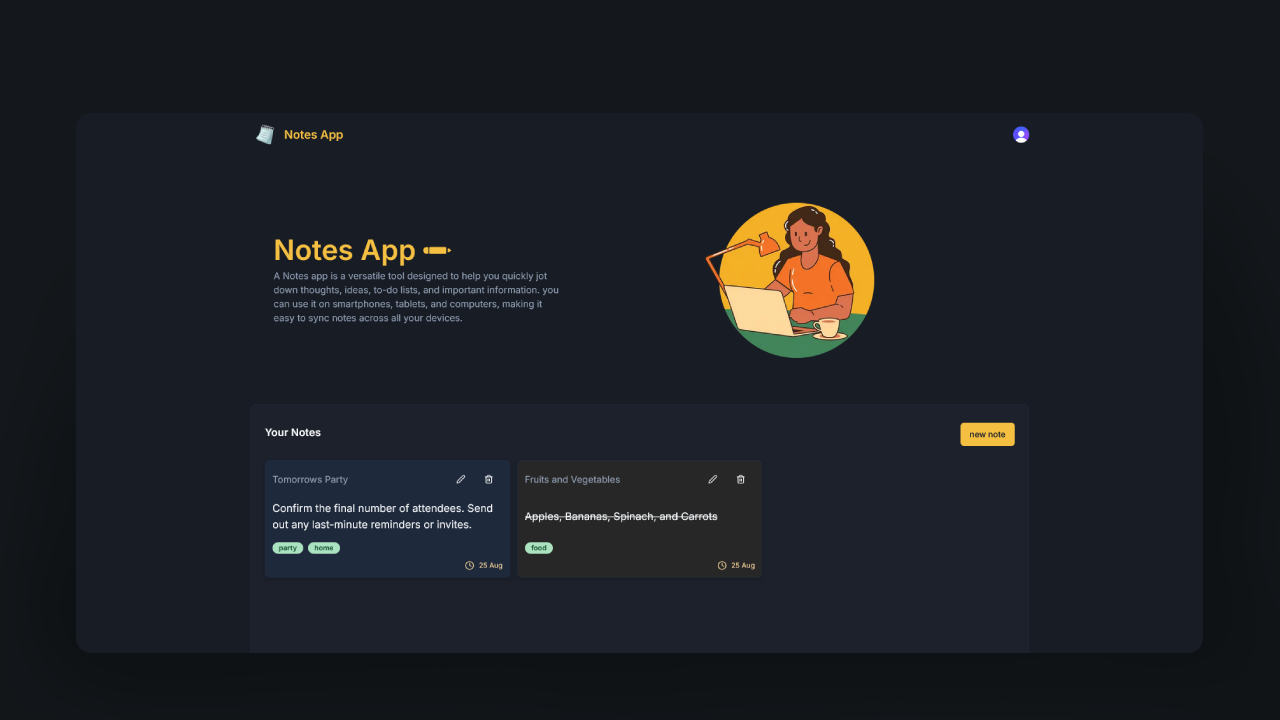 Notes App
Notes App
A Notes app is a versatile tool designed to help you quickly jot
down thoughts, ideas, to-do lists, and important information. you
can use it on smartphones, tablets, and computers, making it
easy to sync notes across all your devices.
Your Notes
new note
Tomorrows Party
Confirm the final number of attendees. Send
out any last-minute reminders or invites.
party home
25 Aug
Fruits and Vegetables
Apples, Bananas, Spinach, and Carrots
food
25 Aug